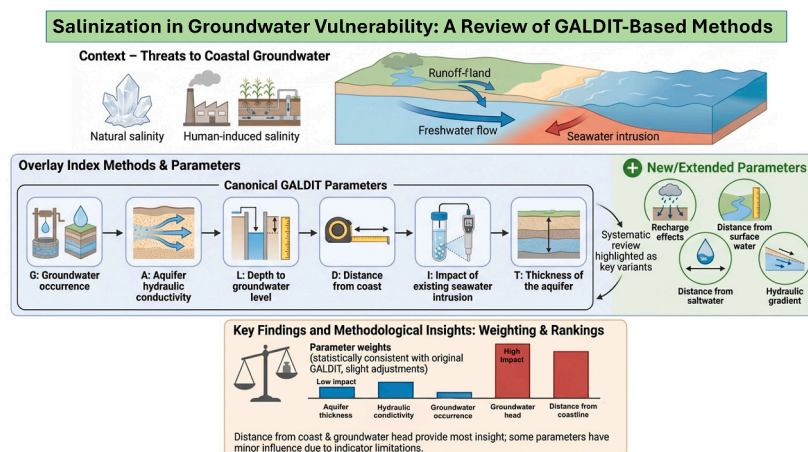 Salinization in Groundwater Vulnerability: A Review of GALDIT-Based Methods
Context – Threats to Coastal Groundwater
Natural salinity
Human-induced salinity
Runoff-fland
Freshwater flow
Seawater intrusion
Overlay Index Methods & Parameters
Canonical GALDIT Parameters
G: Groundwater
occurrence
A: Aquifer
hydraulic
conductivity
L: Depth to
groundwater
level
D: Distance
from coast
I: Impact of
existing seawater
intrusion
T: Thickness of
the aquifer
Systematic
review
highlighted as
key variants
New/Extended Parameters
Recharge
effects
Distance from
surface
water
Distance from
saltwater
Hydraulic
gradient
Key Findings and Methodological Insights: Weighting & Rankings
Parameter weights
(statistically consistent with original
GALDIT, slight adjustments)
Low impact
High
Impact
Aquifer
thickness
Hydraulic
condictivity
Groundwater
occurrence
Groundwater
head
Distance from
coastline
Distance from coast & groundwater head provide most insight; some parameters have
minor influence due to indicator limitations.